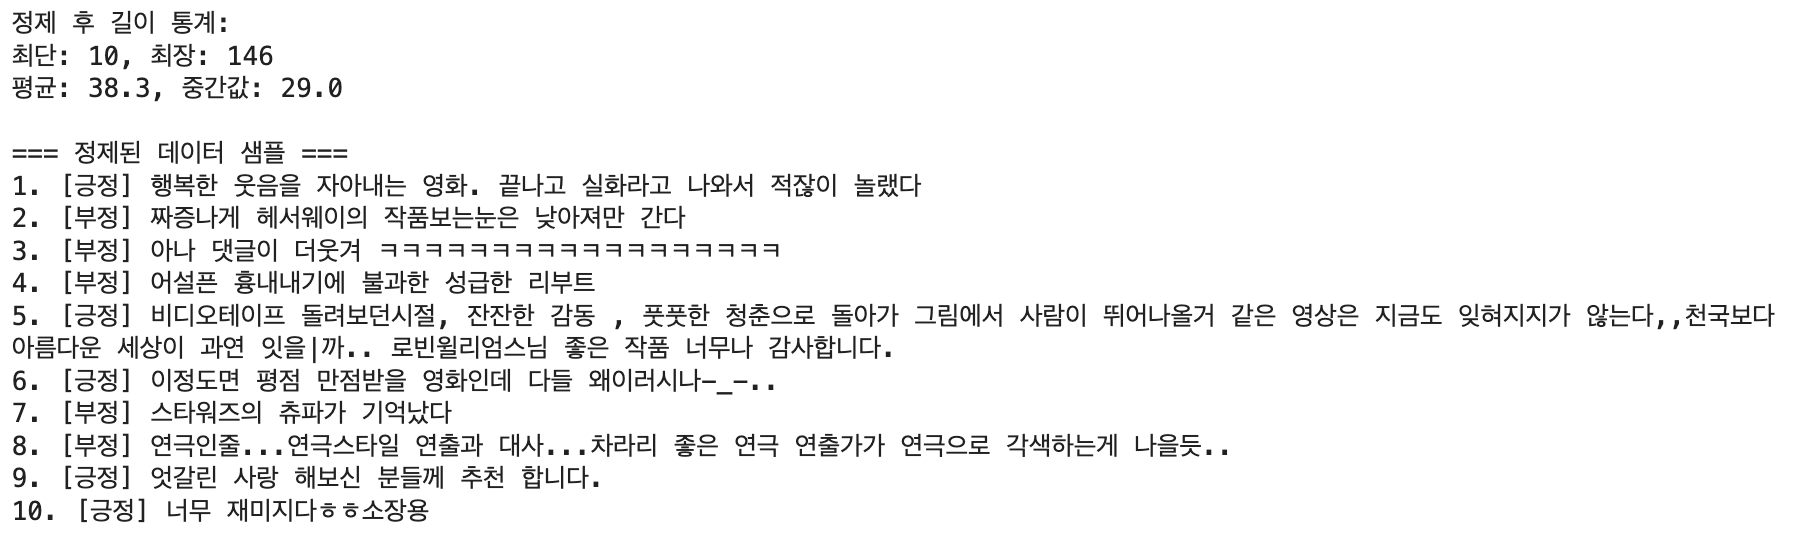 정제 후 길이 통계:
최단: 10, 최장: 146
평균: 38.3, 중간값: 29.0
=== 정제된 데이터 샘플 ===
1. [긍정] 행복한 웃음을 자아내는 영화. 끝나고 실화라고 나와서 적잖이 놀랬다
2. [부정] 짜증나게 헤서웨이의 작품보는눈은 낮아져만 간다
3. [부정] 아나 댓글이 더웃겨 ㅋㅋㅋㅋㅋㅋㅋㅋㅋㅋㅋㅋㅋㅋㅋㅋㅋㅋ
4. [부정] 어설픈 흉내내기에 불과한 성급한 리부트
5. [긍정] 비디오테이프 돌려보던시절, 잔잔한 감동 , 풋풋한 청춘으로 돌아가 그림에서 사람이 뛰어나올거 같은 영상은 지금도 잊혀지지가 않는다,,천국보다
아름다운 세상이 과연 잇을|까.. 로빈윌리엄스님 좋은 작품 너무나 감사합니다.
6. [긍정] 이정도면 평점 만점받을 영화인데 다들 왜이러시나-_-..
7. [부정] 스타워즈의 츄파가 기억났다
8. [부정] 연극인줄...연극스타일 연출과 대사...차라리 좋은 연극 연출가가 연극으로 각색하는게 나을듯..
9. [긍정] 엇갈린 사랑 해보신 분들께 추천 합니다.
10. [긍정] 너무 재미지다ㅎㅎ소장용